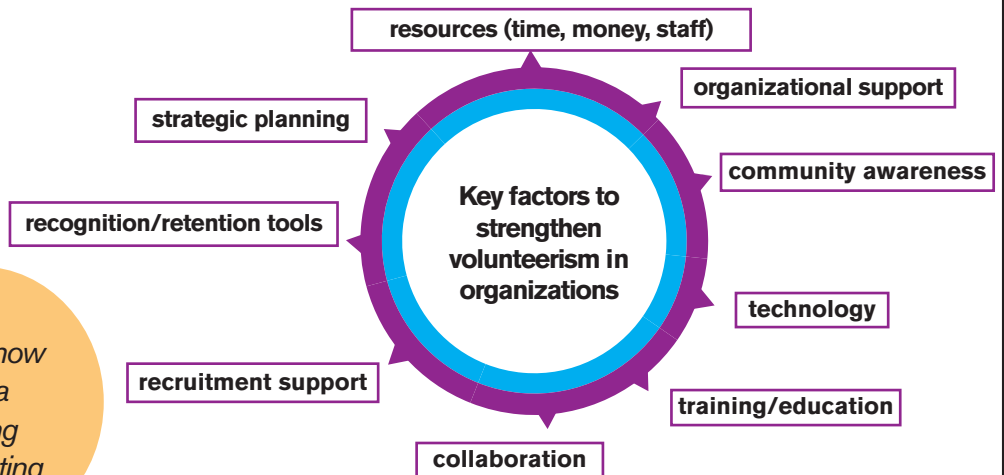 resources (time, money, staff)
organizational support
strategic planning
community awareness
Key factors to
strengthen
volunteerism in
organizations
recognition/retention tools
technology
recruitment support
training/education
collaboration
a